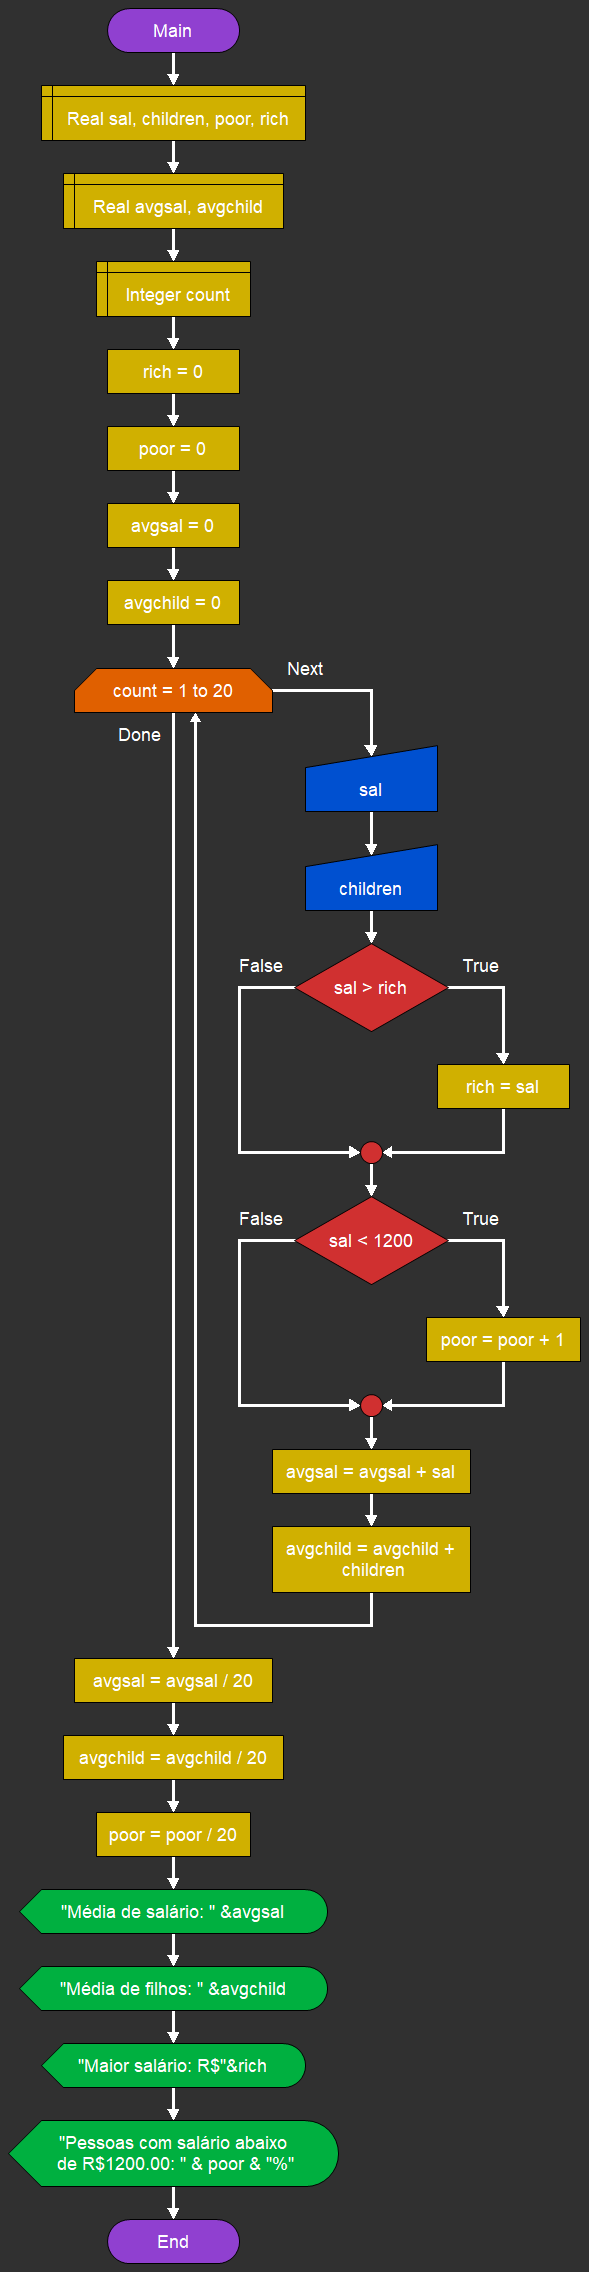 Main
Real sal, children, poor, rich
Real avgsal, avgchild
Integer count
rich = 0
poor = 0
avgsal = 0
avgchild = 0
count = 1 to 20
Next
Done
sal
children
False
sal > rich
True
rich = sal
False
sal < 1200
True
poor = poor + 1
avgsal = avgsal + sal
avgchild = avgchild +
children
avgsal = avgsal / 20
avgchild = avgchild / 20
poor = poor / 20
"Média de salário: " &avgsal
"Média de filhos: " &avgchild
"Maior salário: R$"&rich
"Pessoas com salário abaixo
de R$1200.00: " & poor & "%"
End